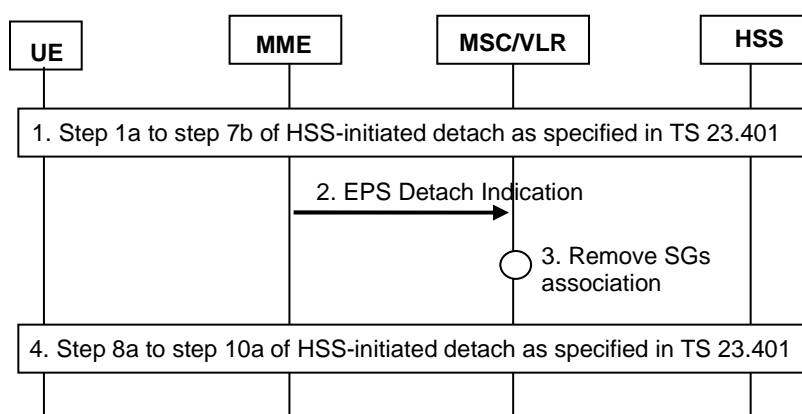 UE
MME
MSC/VLR
HSS
1. Step 1a to step 7b of HSS-initiated detach as specified in TS 23.401
2. EPS Detach Indication
3. Remove SGs
association
4. Step 8a to step 10a of HSS-initiated detach as specified in TS 23.401